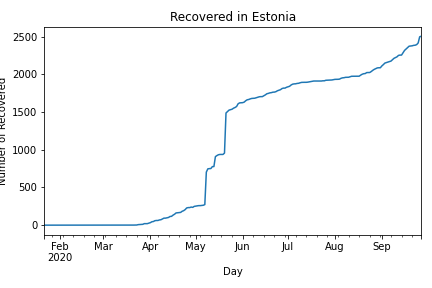 Recovered in Estonia
Number of Recovered
2500
2000
1500
1000
500
0
Feb Mar Apr May Jun Jul Aug Sep
2020
Day